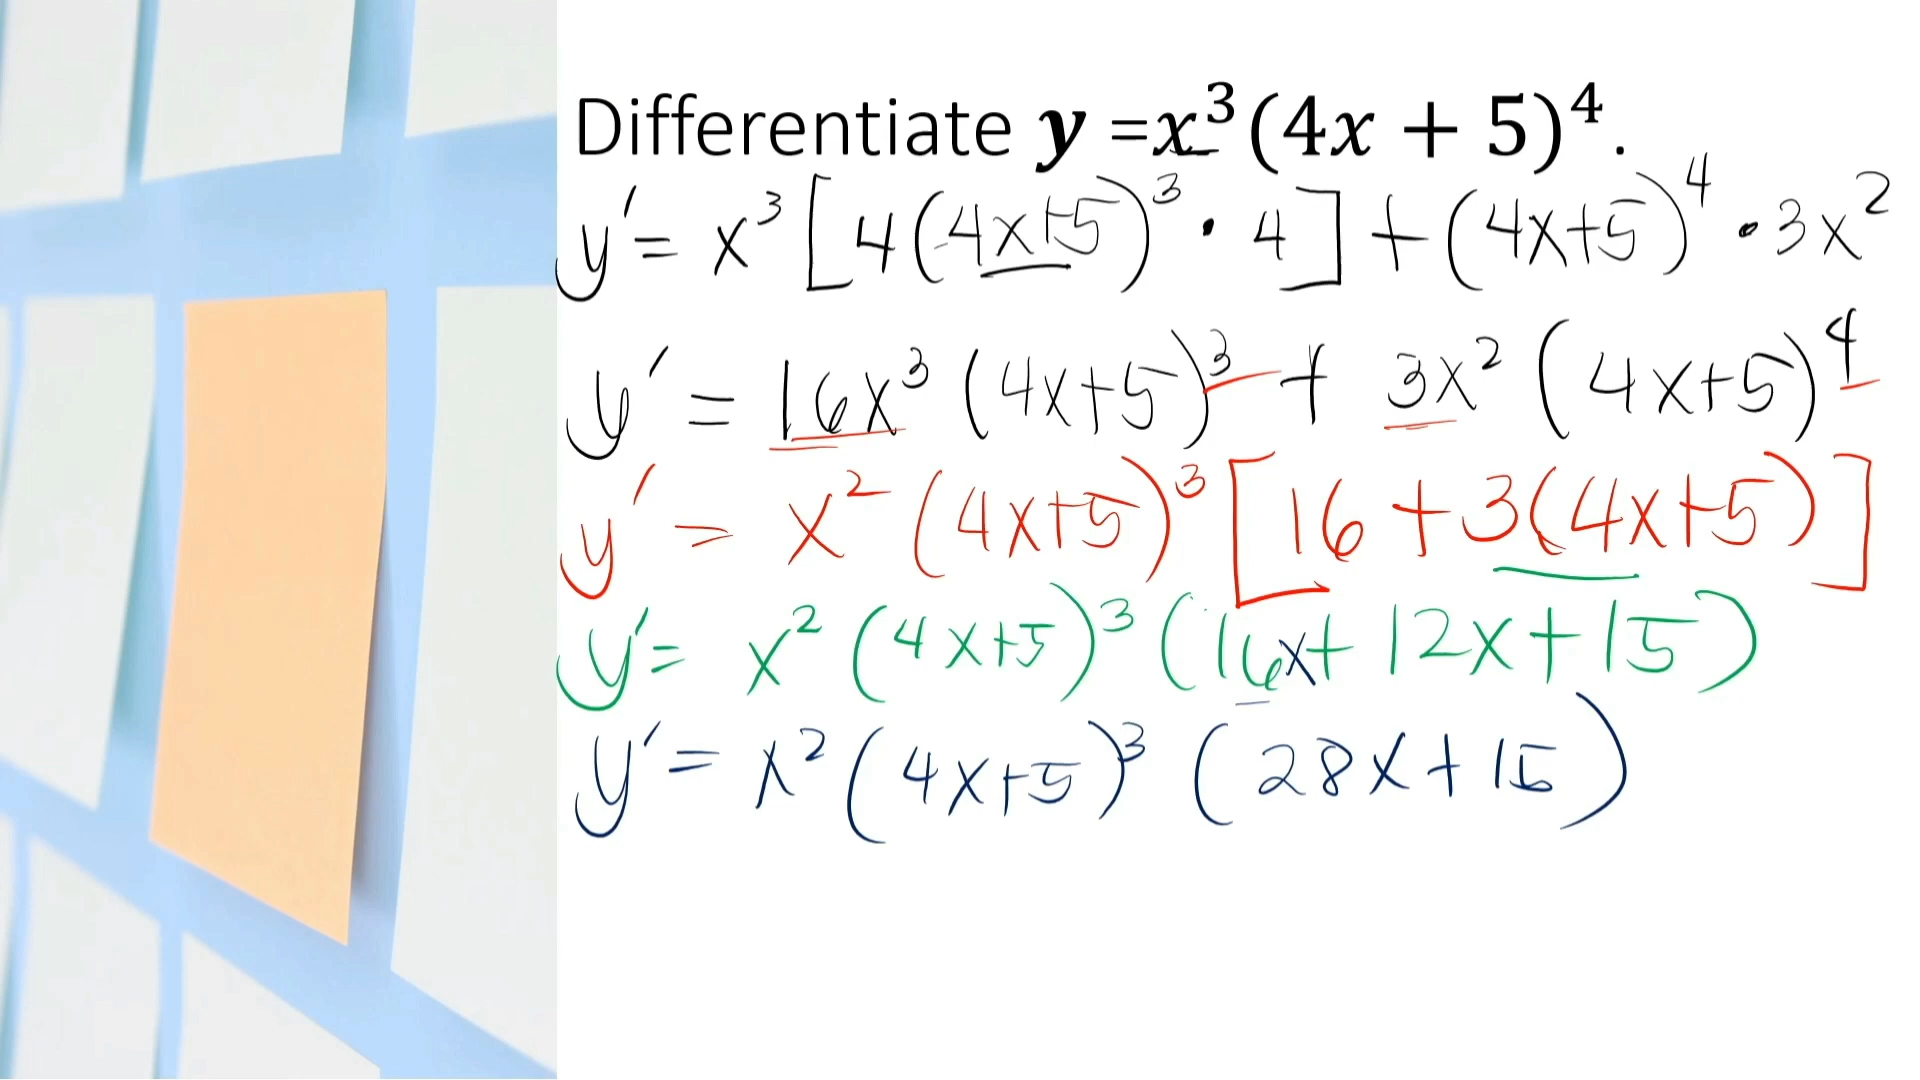 Differentiate y =x³(4x + 5)⁴.
y′ = x³[4(4x+5)³ • 4] + (4x+5)⁴ • 3x²
y′ = 16x³(4x+5)³ + 3x²(4x+5)⁴
y′ = x²(4x+5)³[16 + 3(4x+5)]
y′ = x²(4x+5)³(16x + 12x + 15)
y′ = x²(4x+5)³(28x + 15)